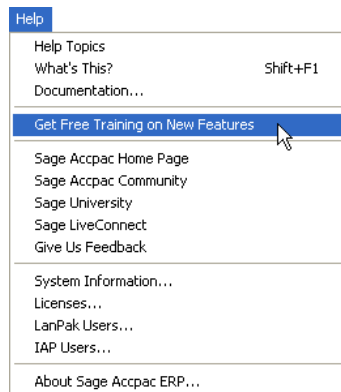 Help
Help Topics
What's This? Shift+F1
Documentation...
Get Free Training on New Features
Sage Accpac Home Page
Sage Accpac Community
Sage University
Sage LiveConnect
Give Us Feedback
System Information...
Licenses...
LanPak Users...
IAP Users...
About Sage Accpac ERP...